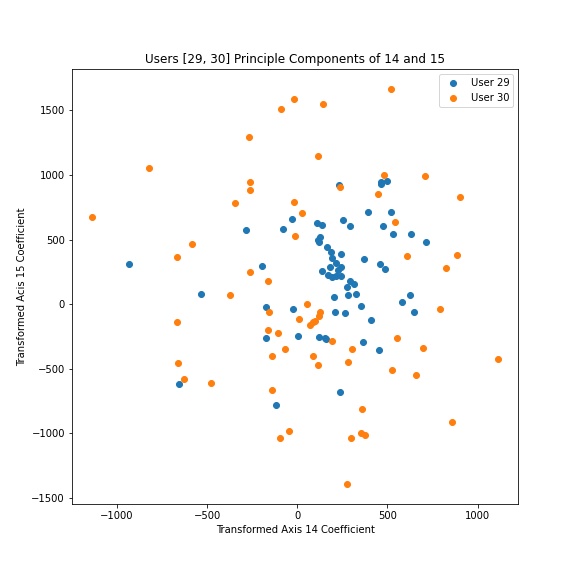 Users [29, 30] Principle Components of 14 and 15
User 29
User 30
Transformed Acis 15 Coefficient
1500
1000
500
0
−500
−1000
−1500
−1000
−500
0
500
1000
Transformed Axis 14 Coefficient